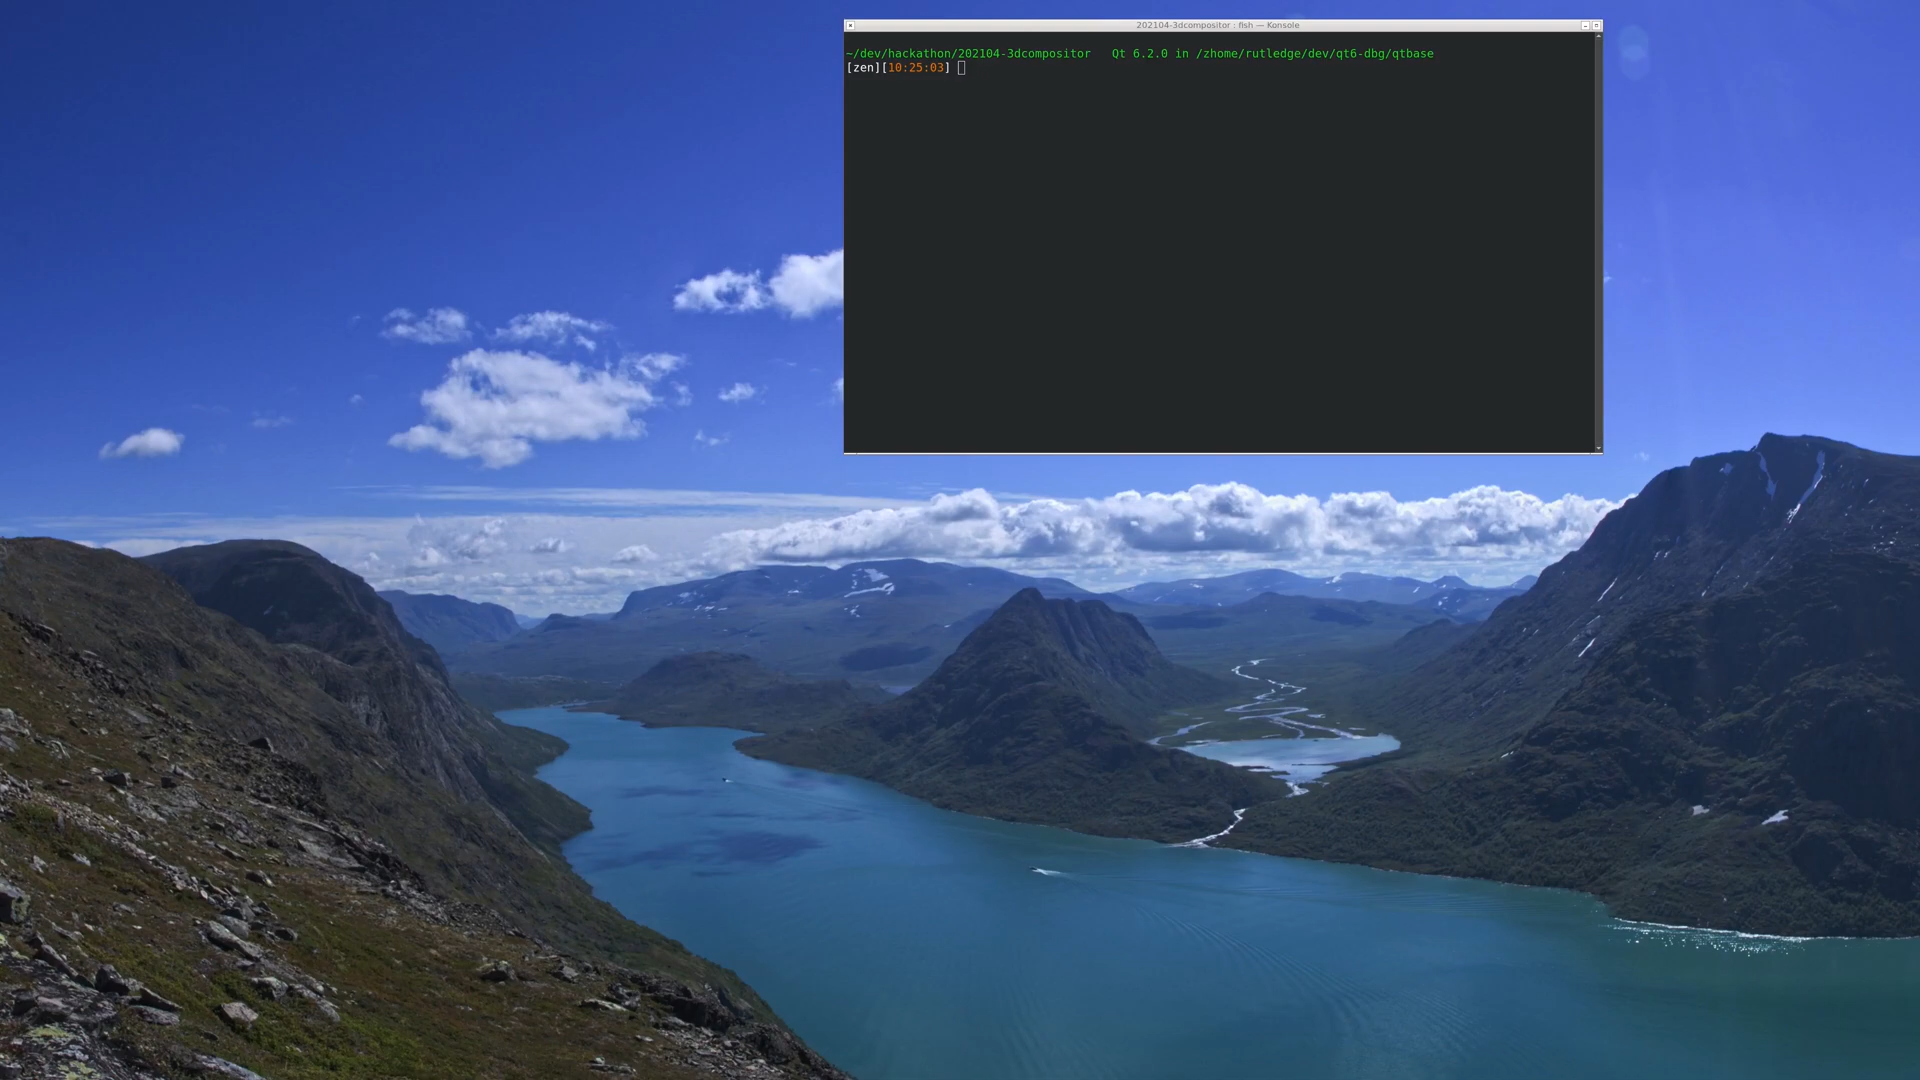 202104-3dcompositor : fish — Konsole
~/dev/hackathon/202104-3dcompositor   Qt 6.2.0 in /zhome/rutledge/dev/qt6-dbg/qtbase
[zen][10:25:03]